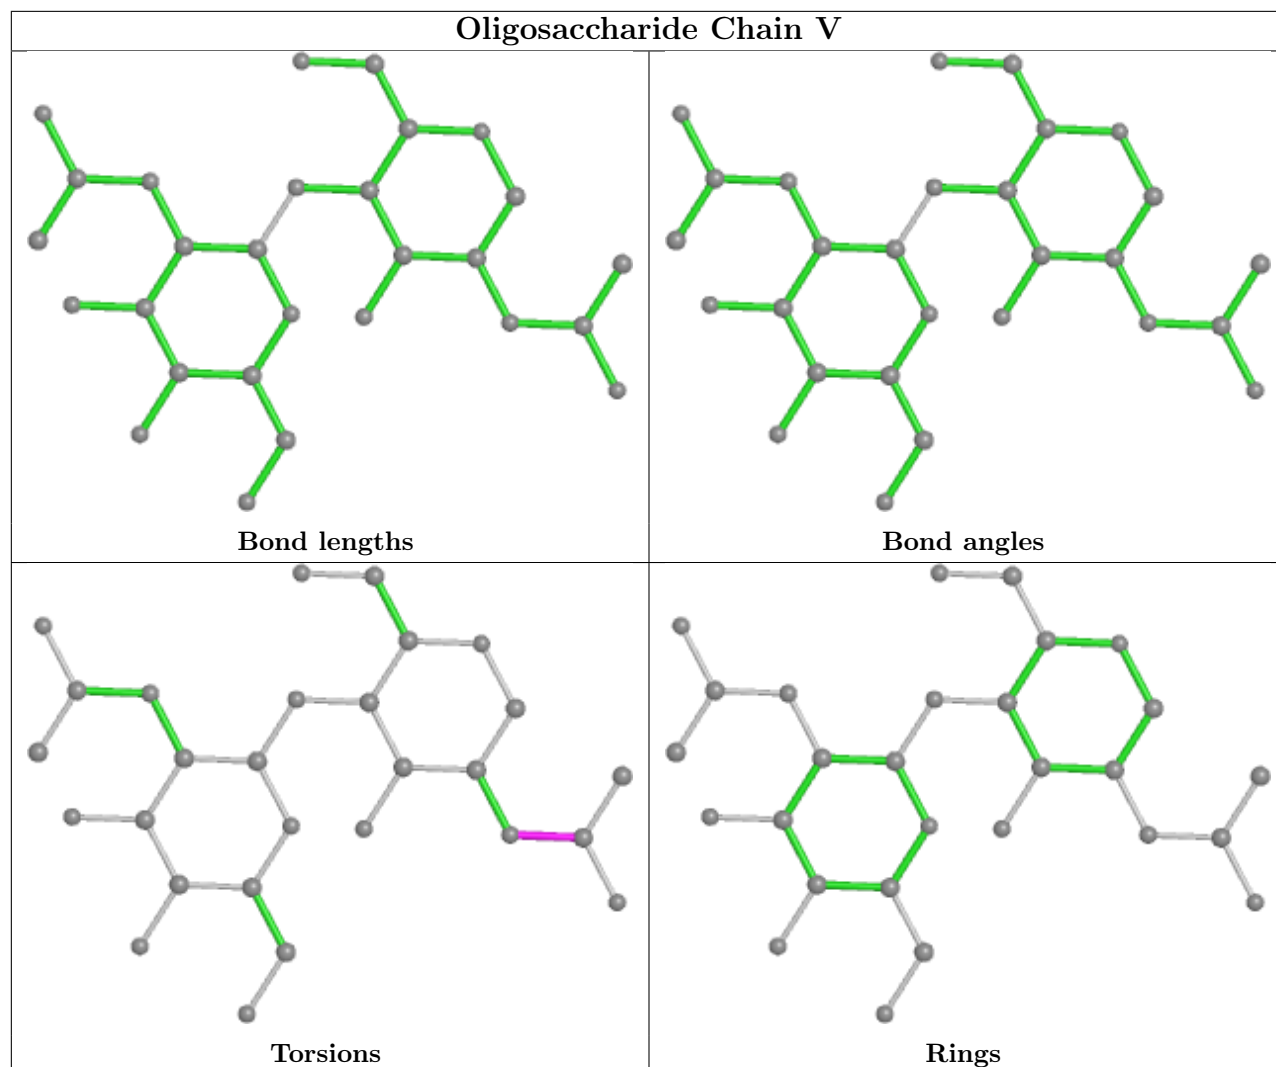 Oligosaccharide Chain V
Bond lengths
Bond angles
Torsions
Rings